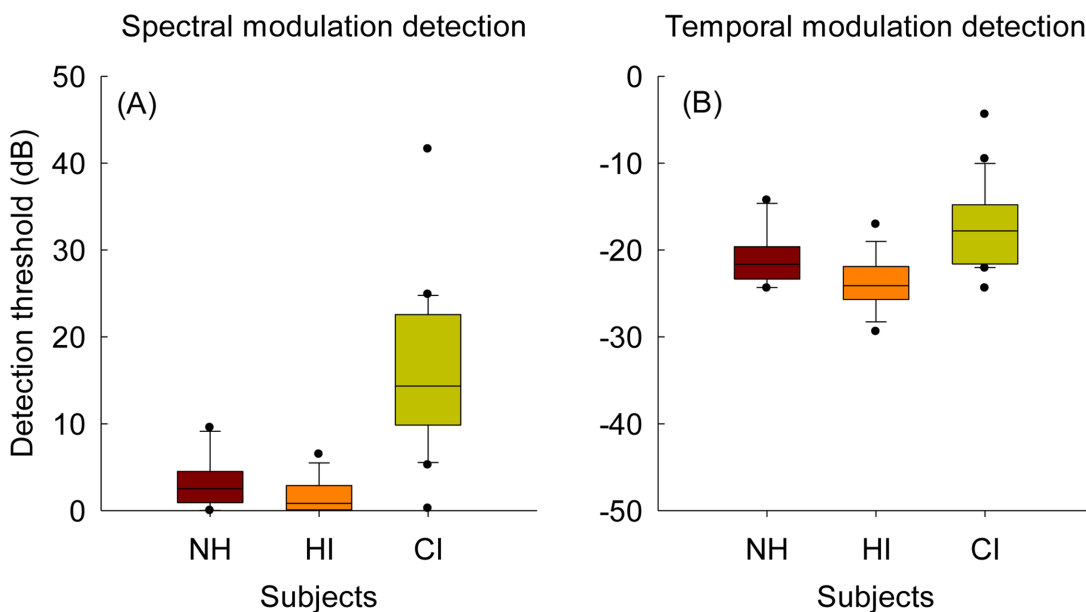 Spectral modulation detection
Temporal modulation detection
(A)
50
40
30
20
10
0
Detection threshold (dB)
NH HI CI
Subjects
(B)
-0
-10
-20
-30
-40
-50
NH HI CI
Subjects